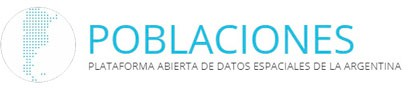 POBLACIONES
PLATAFORMA ABIERTA DE DATOS ESPACIALES DE LA ARGENTINA